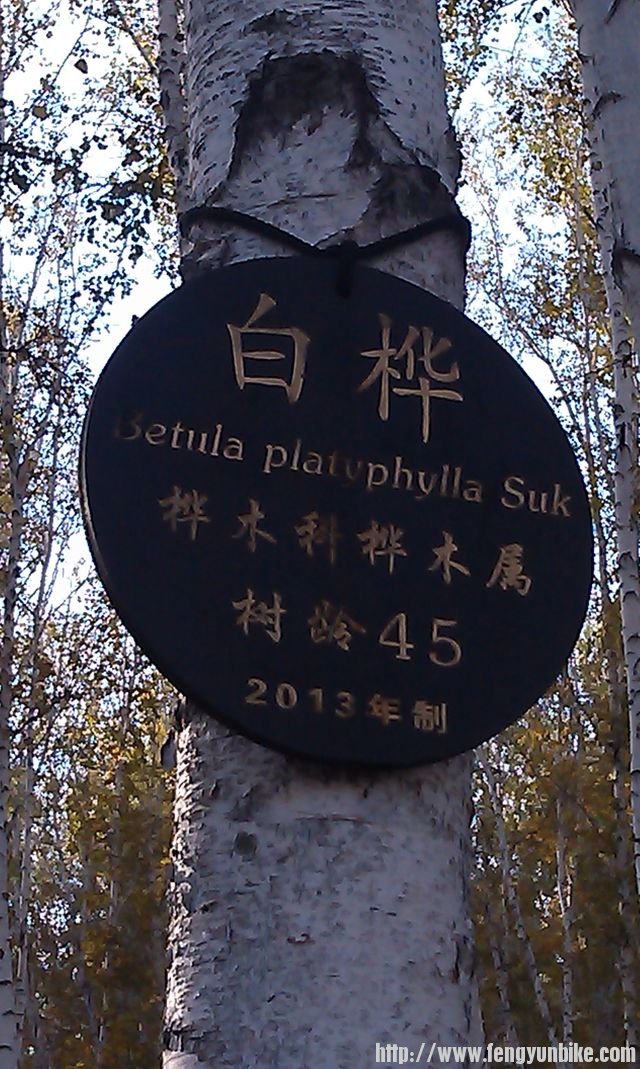 白桦
Betula platyphylla Suk
桦木科桦木属
树龄45
2013年制
http://www.fengyunbike.com